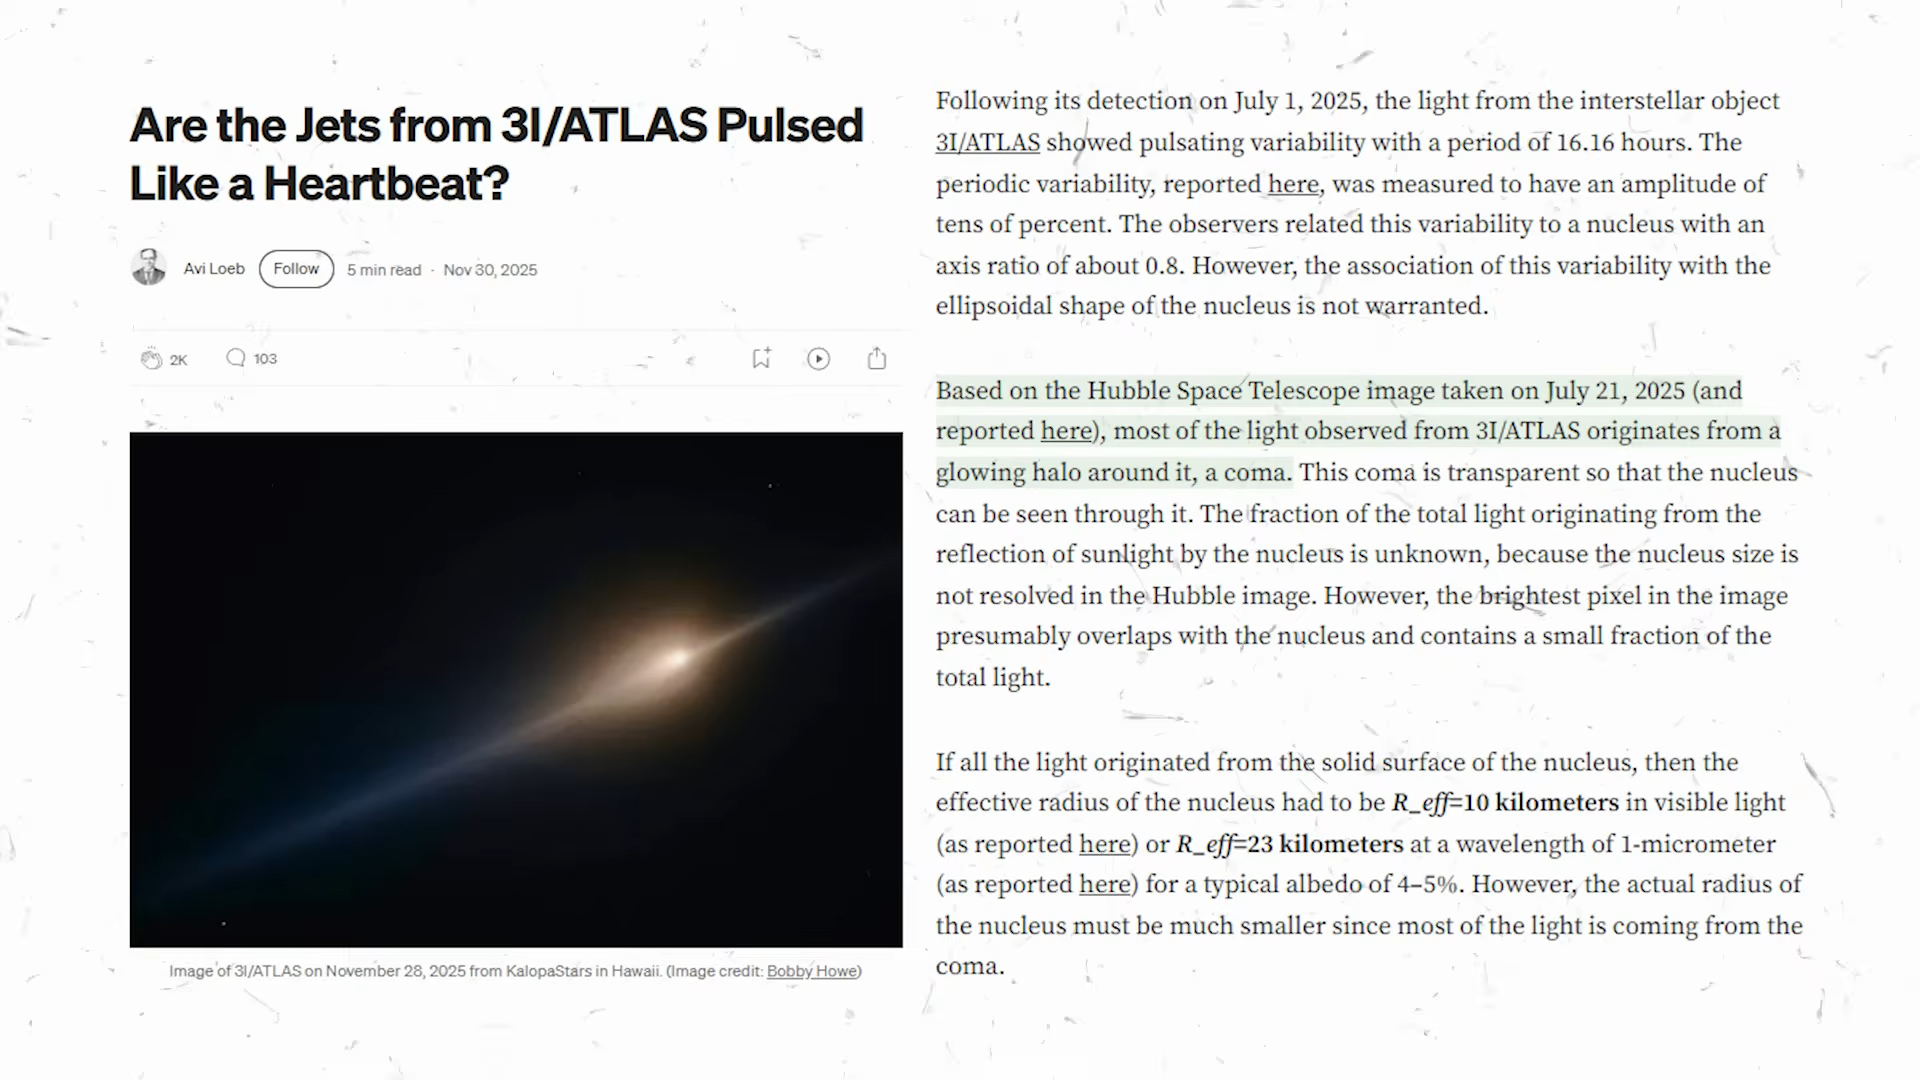 Are the Jets from 3I/ATLAS Pulsed
Like a Heartbeat?
Avi Loeb Follow 5 min read · Nov 30, 2025
2K 103
Image of 3I/ATLAS on November 28, 2025 from KalopaStars in Hawaii. (Image credit: Bobby Howe)
Following its detection on July 1, 2025, the light from the interstellar object
3I/ATLAS showed pulsating variability with a period of 16.16 hours. The
periodic variability, reported here, was measured to have an amplitude of
tens of percent. The observers related this variability to a nucleus with an
axis ratio of about 0.8. However, the association of this variability with the
ellipsoidal shape of the nucleus is not warranted.
Based on the Hubble Space Telescope image taken on July 21, 2025 (and
reported here), most of the light observed from 3I/ATLAS originates from a
glowing halo around it, a coma. This coma is transparent so that the nucleus
can be seen through it. The fraction of the total light originating from the
reflection of sunlight by the nucleus is unknown, because the nucleus size is
not resolved in the Hubble image. However, the brightest pixel in the image
presumably overlaps with the nucleus and contains a small fraction of the
total light.
If all the light originated from the solid surface of the nucleus, then the
effective radius of the nucleus had to be R_eff=10 kilometers in visible light
(as reported here) or R_eff=23 kilometers at a wavelength of 1-micrometer
(as reported here) for a typical albedo of 4–5%. However, the actual radius of
the nucleus must be much smaller since most of the light is coming from the
coma.